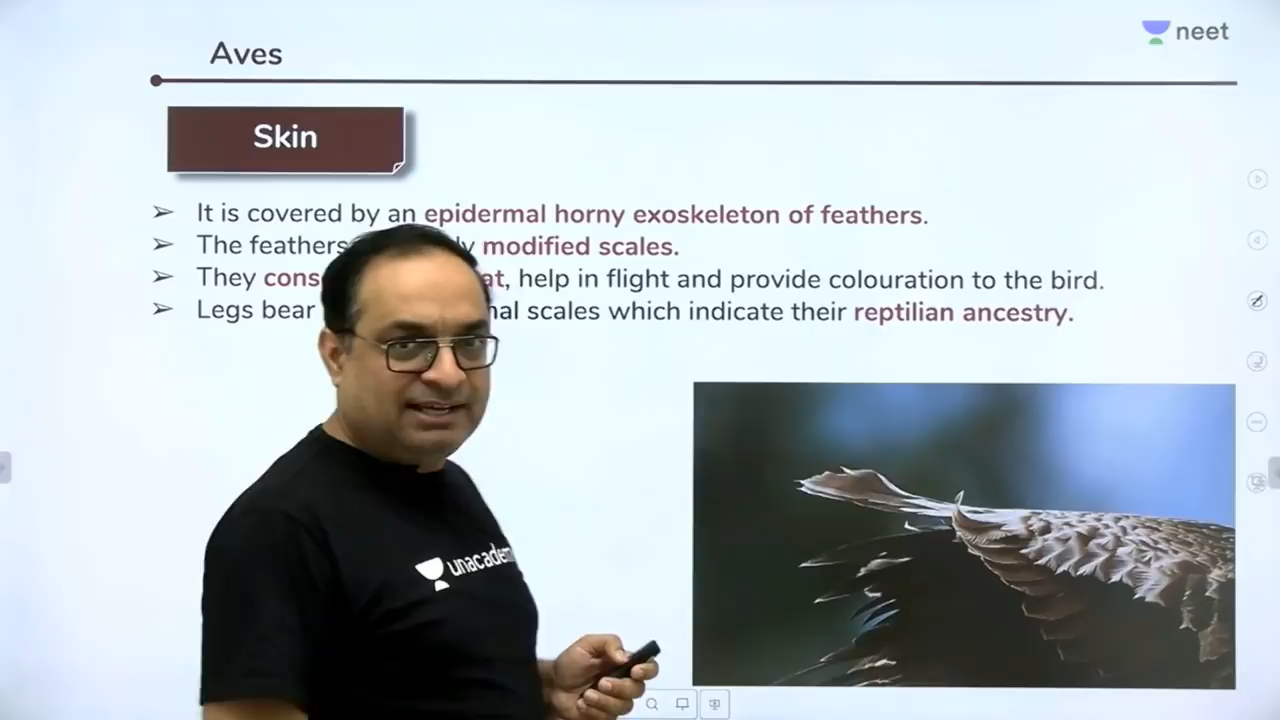 neet
Aves
Skin
It is covered by an epidermal horny exoskeleton of feathers.
The feathers modified scales.
They , help in flight and provide colouration to the bird.
Legs bear scales which indicate their reptilian ancestry.